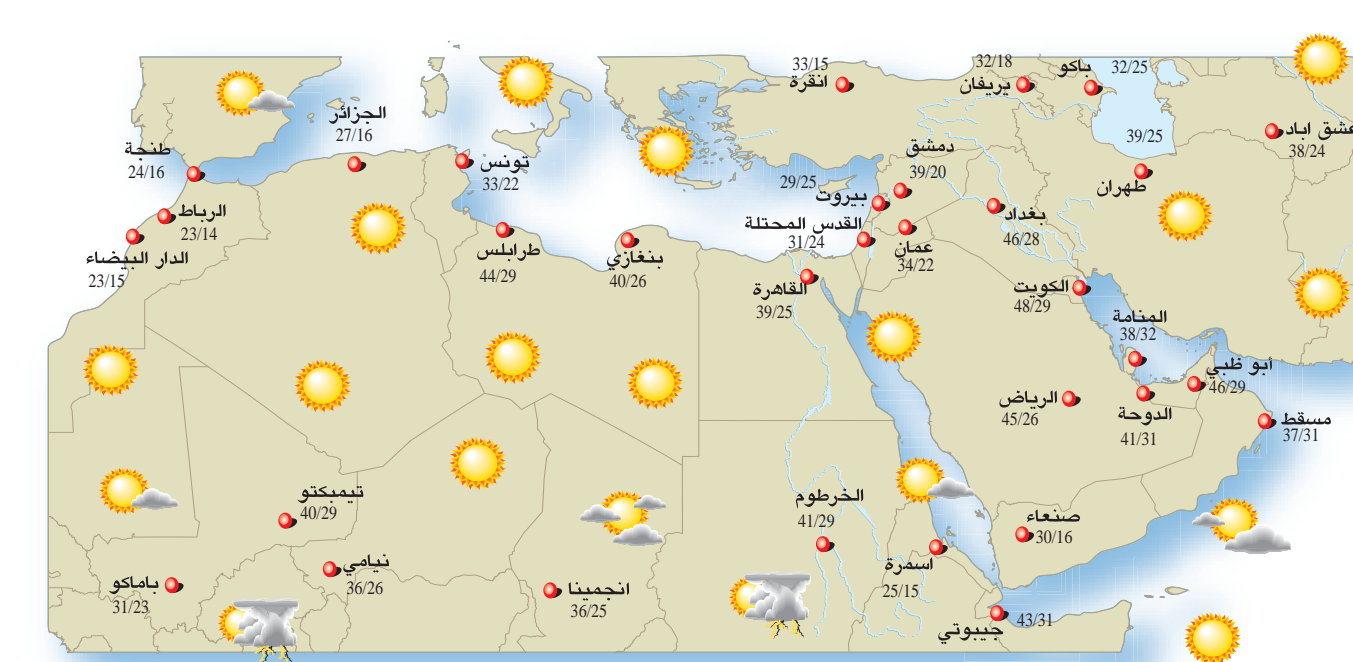 33/15
انقرة
32/18
يريفان
باكو
32/25
عشق اباد
38/24
39/25
طهران
الجزائر
27/16
طنجة
24/16
تونس
33/22
دمشق
39/20
29/25
بيروت
القدس المحتلة
31/24
عمان
34/22
بغداد
46/28
الرباط
23/14
الدار البيضاء
23/15
طرابلس
44/29
بنغازي
40/26
القاهرة
39/25
الكويت
48/29
المنامة
38/32
أبو ظبي
46/29
الرياض
45/26
الدوحة
41/31
مسقط
37/31
تيمبكتو
40/29
الخرطوم
41/29
صنعاء
30/16
اسمرة
25/15
نيامي
36/26
باماكو
31/23
انجمينا
36/25
جيبوتي
43/31